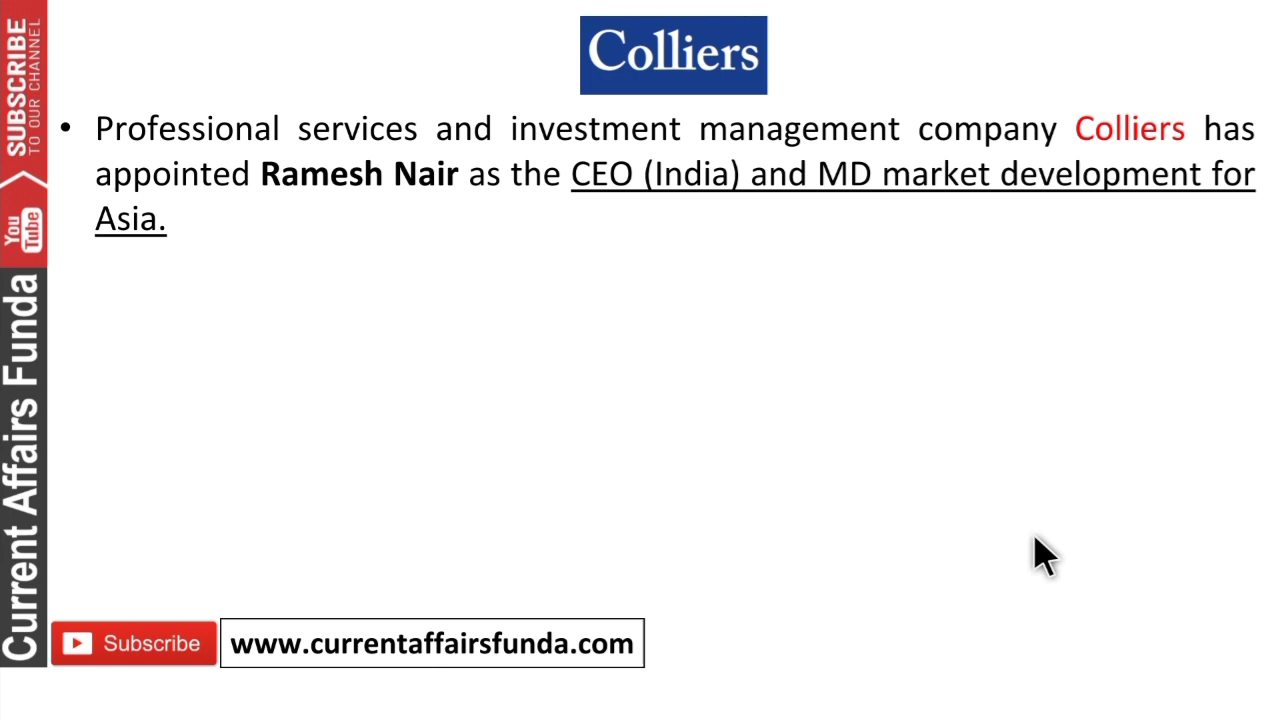 Colliers
• Professional services and investment management company Colliers has
appointed Ramesh Nair as the CEO (India) and MD market development for
Asia.
SUBSCRIBE
TO OUR CHANNEL
You
Tube
Current Affairs Funda
Subscribe
www.currentaffairsfunda.com